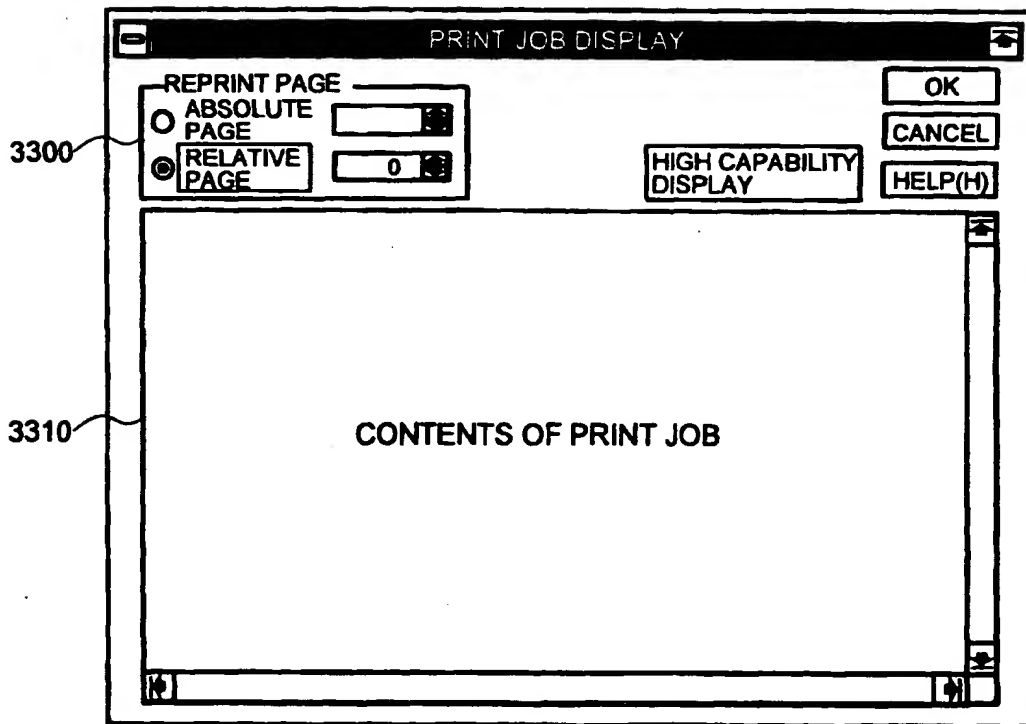 PRINT JOB DISPLAY
REPRINT PAGE
ABSOLUTE
PAGE
RELATIVE
PAGE
0
HIGH CAPABILITY
DISPLAY
OK
CANCEL
HELP(H)
3300
3310
CONTENTS OF PRINT JOB